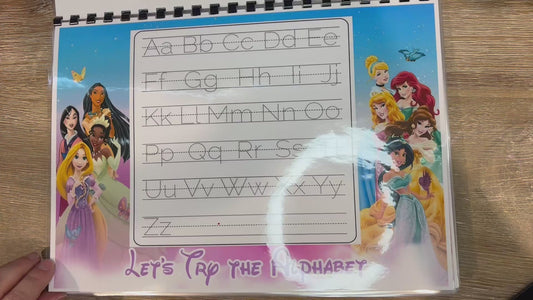 Aa Bb Cc Dd Ee
Ff Gg Hh Ii Jj
Kk Ll Mm Nn Oo
Pp Qq Rr Ss
Uu Vv Ww Xx Yy
Zz
Let's Try the Alphabet